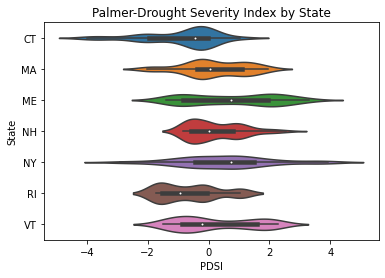 Palmer-Drought Severity Index by State
State
CT
MA
ME
NH
NY
RI
VT
−4 −2 0 2 4
PDSI